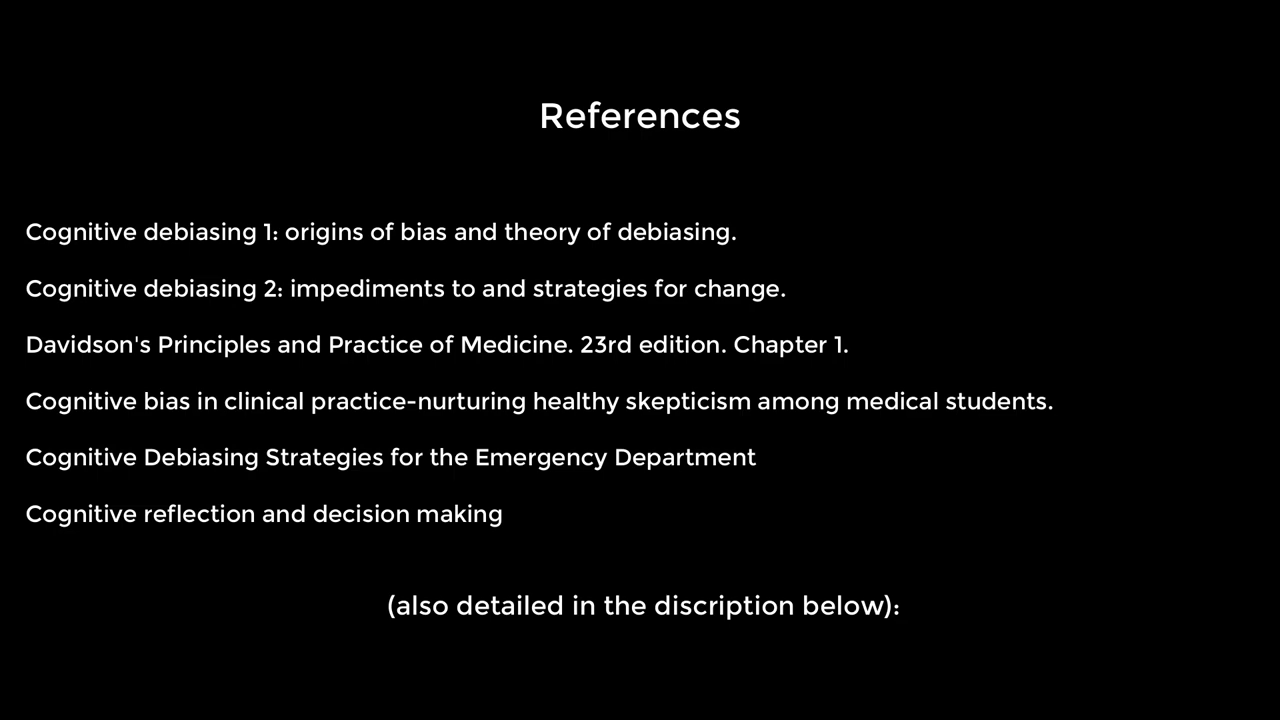 References
Cognitive debiasing 1: origins of bias and theory of debiasing.
Cognitive debiasing 2: impediments to and strategies for change.
Davidson's Principles and Practice of Medicine. 23rd edition. Chapter 1.
Cognitive bias in clinical practice-nurturing healthy skepticism among medical students.
Cognitive Debiasing Strategies for the Emergency Department
Cognitive reflection and decision making
(also detailed in the discription below):